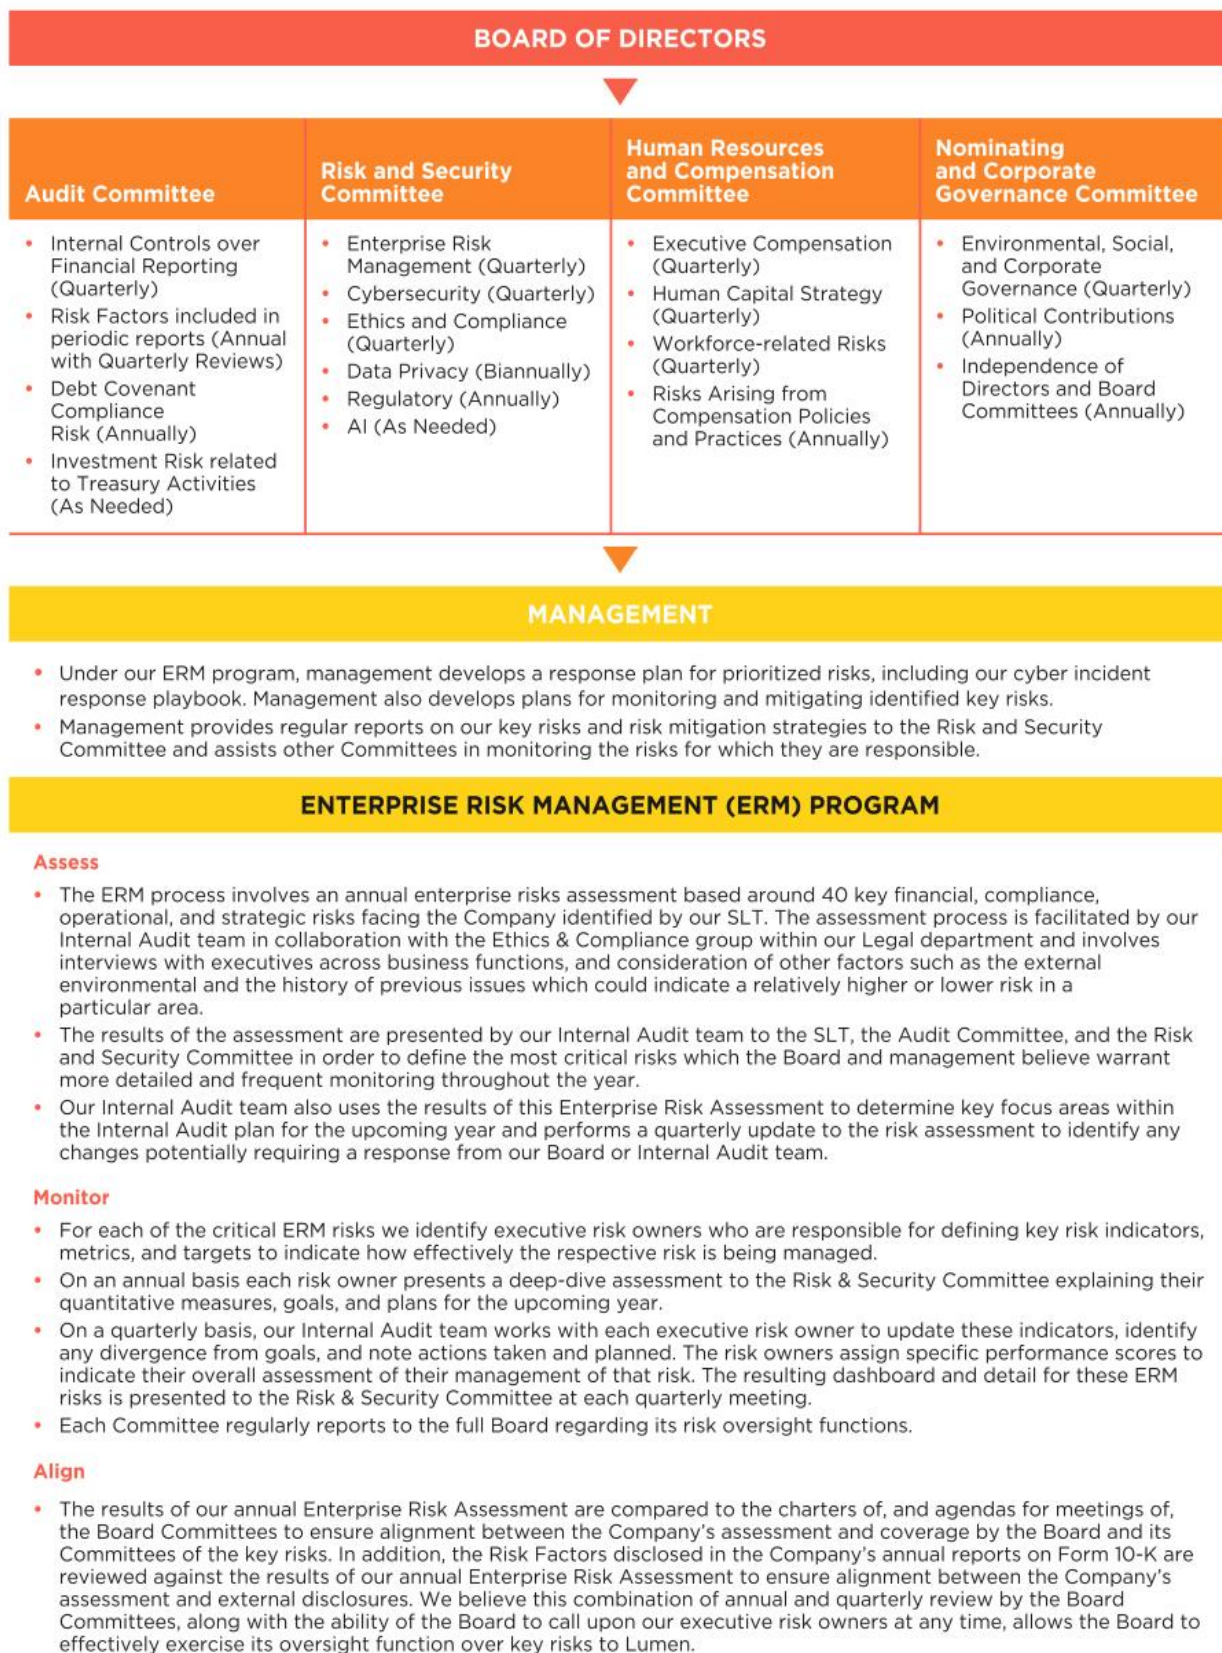 BOARD OF DIRECTORS
Audit Committee
• Internal Controls over
Financial Reporting
(Quarterly)
• Risk Factors included in
periodic reports (Annual
with Quarterly Reviews)
• Debt Covenant
Compliance
Risk (Annually)
• Investment Risk related
to Treasury Activities
(As Needed)
Risk and Security
Committee
• Enterprise Risk
Management (Quarterly)
• Cybersecurity (Quarterly)
• Ethics and Compliance
(Quarterly)
• Data Privacy (Biannually)
• Regulatory (Annually)
• AI (As Needed)
Human Resources
and Compensation
Committee
• Executive Compensation
(Quarterly)
• Human Capital Strategy
(Quarterly)
• Workforce-related Risks
(Quarterly)
• Risks Arising from
Compensation Policies
and Practices (Annually)
Nominating
and Corporate
Governance Committee
• Environmental, Social,
and Corporate
Governance (Quarterly)
• Political Contributions
(Annually)
• Independence of
Directors and Board
Committees (Annually)
MANAGEMENT
• Under our ERM program, management develops a response plan for prioritized risks, including our cyber incident
response playbook. Management also develops plans for monitoring and mitigating identified key risks.
• Management provides regular reports on our key risks and risk mitigation strategies to the Risk and Security
Committee and assists other Committees in monitoring the risks for which they are responsible.
ENTERPRISE RISK MANAGEMENT (ERM) PROGRAM
Assess
• The ERM process involves an annual enterprise risks assessment based around 40 key financial, compliance,
operational, and strategic risks facing the Company identified by our SLT. The assessment process is facilitated by our
Internal Audit team in collaboration with the Ethics & Compliance group within our Legal department and involves
interviews with executives across business functions, and consideration of other factors such as the external
environmental and the history of previous issues which could indicate a relatively higher or lower risk in a
particular area.
• The results of the assessment are presented by our Internal Audit team to the SLT, the Audit Committee, and the Risk
and Security Committee in order to define the most critical risks which the Board and management believe warrant
more detailed and frequent monitoring throughout the year.
• Our Internal Audit team also uses the results of this Enterprise Risk Assessment to determine key focus areas within
the Internal Audit plan for the upcoming year and performs a quarterly update to the risk assessment to identify any
changes potentially requiring a response from our Board or Internal Audit team.
Monitor
• For each of the critical ERM risks we identify executive risk owners who are responsible for defining key risk indicators,
metrics, and targets to indicate how effectively the respective risk is being managed.
• On an annual basis each risk owner presents a deep-dive assessment to the Risk & Security Committee explaining their
quantitative measures, goals, and plans for the upcoming year.
• On a quarterly basis, our Internal Audit team works with each executive risk owner to update these indicators, identify
any divergence from goals, and note actions taken and planned. The risk owners assign specific performance scores to
indicate their overall assessment of their management of that risk. The resulting dashboard and detail for these ERM
risks is presented to the Risk & Security Committee at each quarterly meeting.
• Each Committee regularly reports to the full Board regarding its risk oversight functions.
Align
• The results of our annual Enterprise Risk Assessment are compared to the charters of, and agendas for meetings of,
the Board Committees to ensure alignment between the Company's assessment and coverage by the Board and its
Committees of the key risks. In addition, the Risk Factors disclosed in the Company's annual reports on Form 10-K are
reviewed against the results of our annual Enterprise Risk Assessment to ensure alignment between the Company's
assessment and external disclosures. We believe this combination of annual and quarterly review by the Board
Committees, along with the ability of the Board to call upon our executive risk owners at any time, allows the Board to
effectively exercise its oversight function over key risks to Lumen.